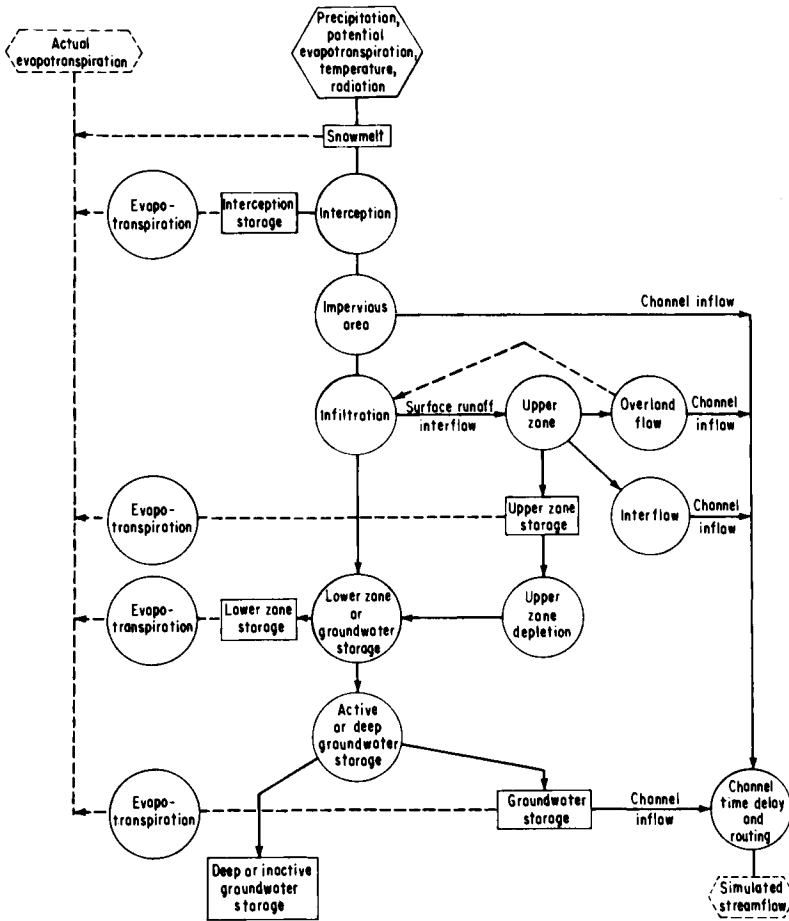 Precipitation,
potential
evapotranspiration,
temperature,
radiation
Actual
evapotranspiration
Snowmelt
Evapo-
transpiration
Interception
storage
Interception
Impervious
area
Channel inflow
Infiltration
Surface runoff
interflow
Upper
zone
Overland
flow
Channel
inflow
Evapo-
transpiration
Upper zone
storage
Interflow
Channel
inflow
Evapo-
transpiration
Lower zone
storage
Lower zone
or
groundwater
storage
Upper
zone
depletion
Active
or deep
groundwater
storage
Evapo-
transpiration
Groundwater
storage
Channel
inflow
Channel
time delay
and
routing
Deep or inactive
groundwater
storage
Simulated
streamflow